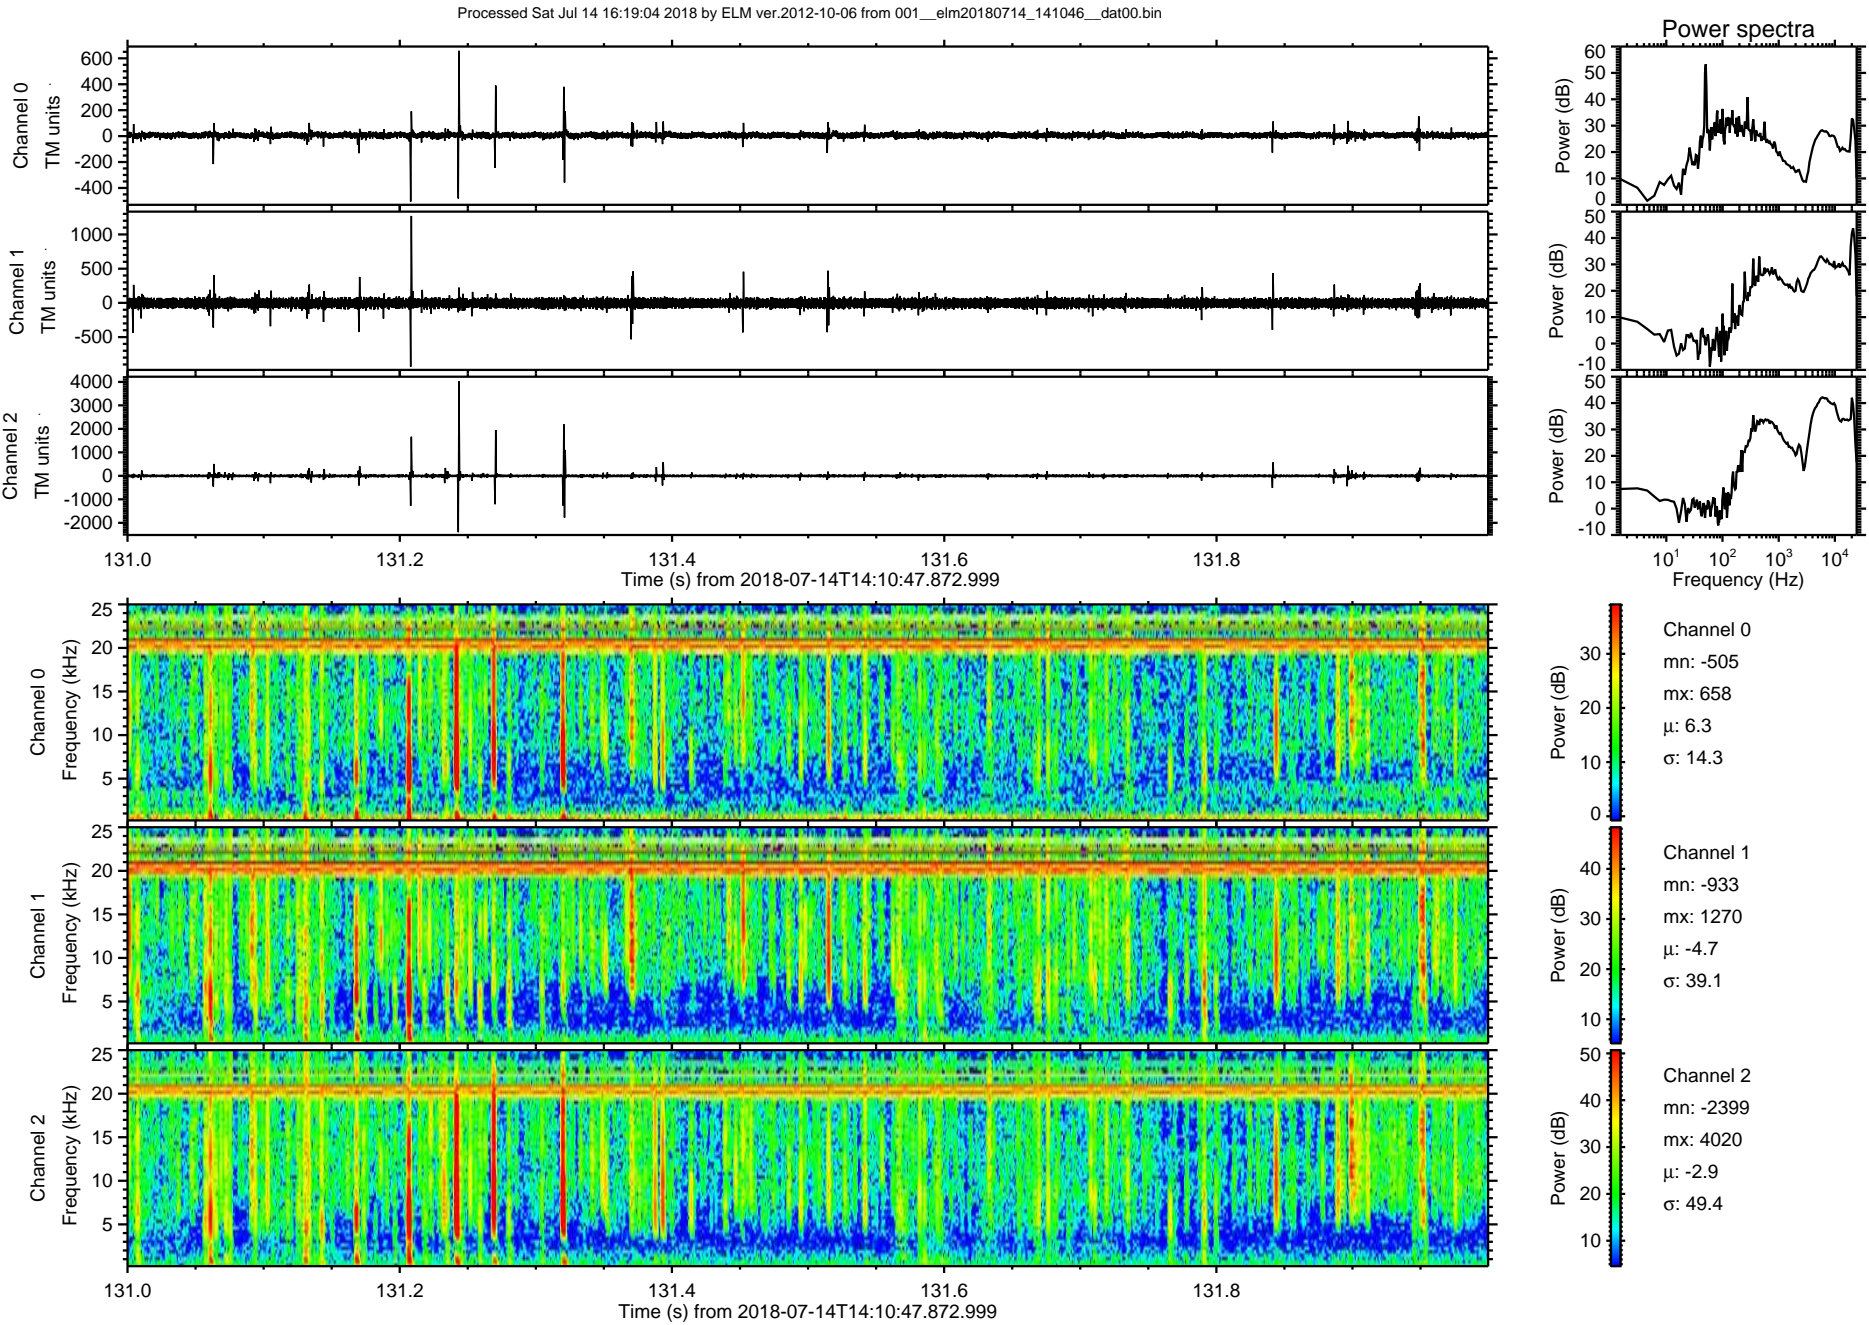 Processed Sat Jul 14 16:19:04 2018 by ELM ver.2012-10-06 from 001__elm20180714_141046__dat00.bin
Power spectra
Channel 0
TM units
600
400
200
0
-200
-400
Power (dB)
60
50
40
30
20
10
0
Channel 1
TM units
1000
500
0
-500
Power (dB)
50
40
30
20
10
0
-10
Channel 2
TM units
4000
3000
2000
1000
0
-1000
-2000
Power (dB)
50
40
30
20
10
0
-10
131.0 131.2 131.4 131.6 131.8
Time (s) from 2018-07-14T14:10:47.872.999
10^1 10^2 10^3 10^4
Frequency (Hz)
Channel 0
Frequency (kHz)
25
20
15
10
5
Power (dB)
30
20
10
0
Channel 0
mn: -505
mx: 658
μ: 6.3
σ: 14.3
Channel 1
Frequency (kHz)
25
20
15
10
5
Power (dB)
40
30
20
10
Channel 1
mn: -933
mx: 1270
μ: -4.7
σ: 39.1
Channel 2
Frequency (kHz)
25
20
15
10
5
Power (dB)
50
40
30
20
10
Channel 2
mn: -2399
mx: 4020
μ: -2.9
σ: 49.4
131.0 131.2 131.4 131.6 131.8
Time (s) from 2018-07-14T14:10:47.872.999